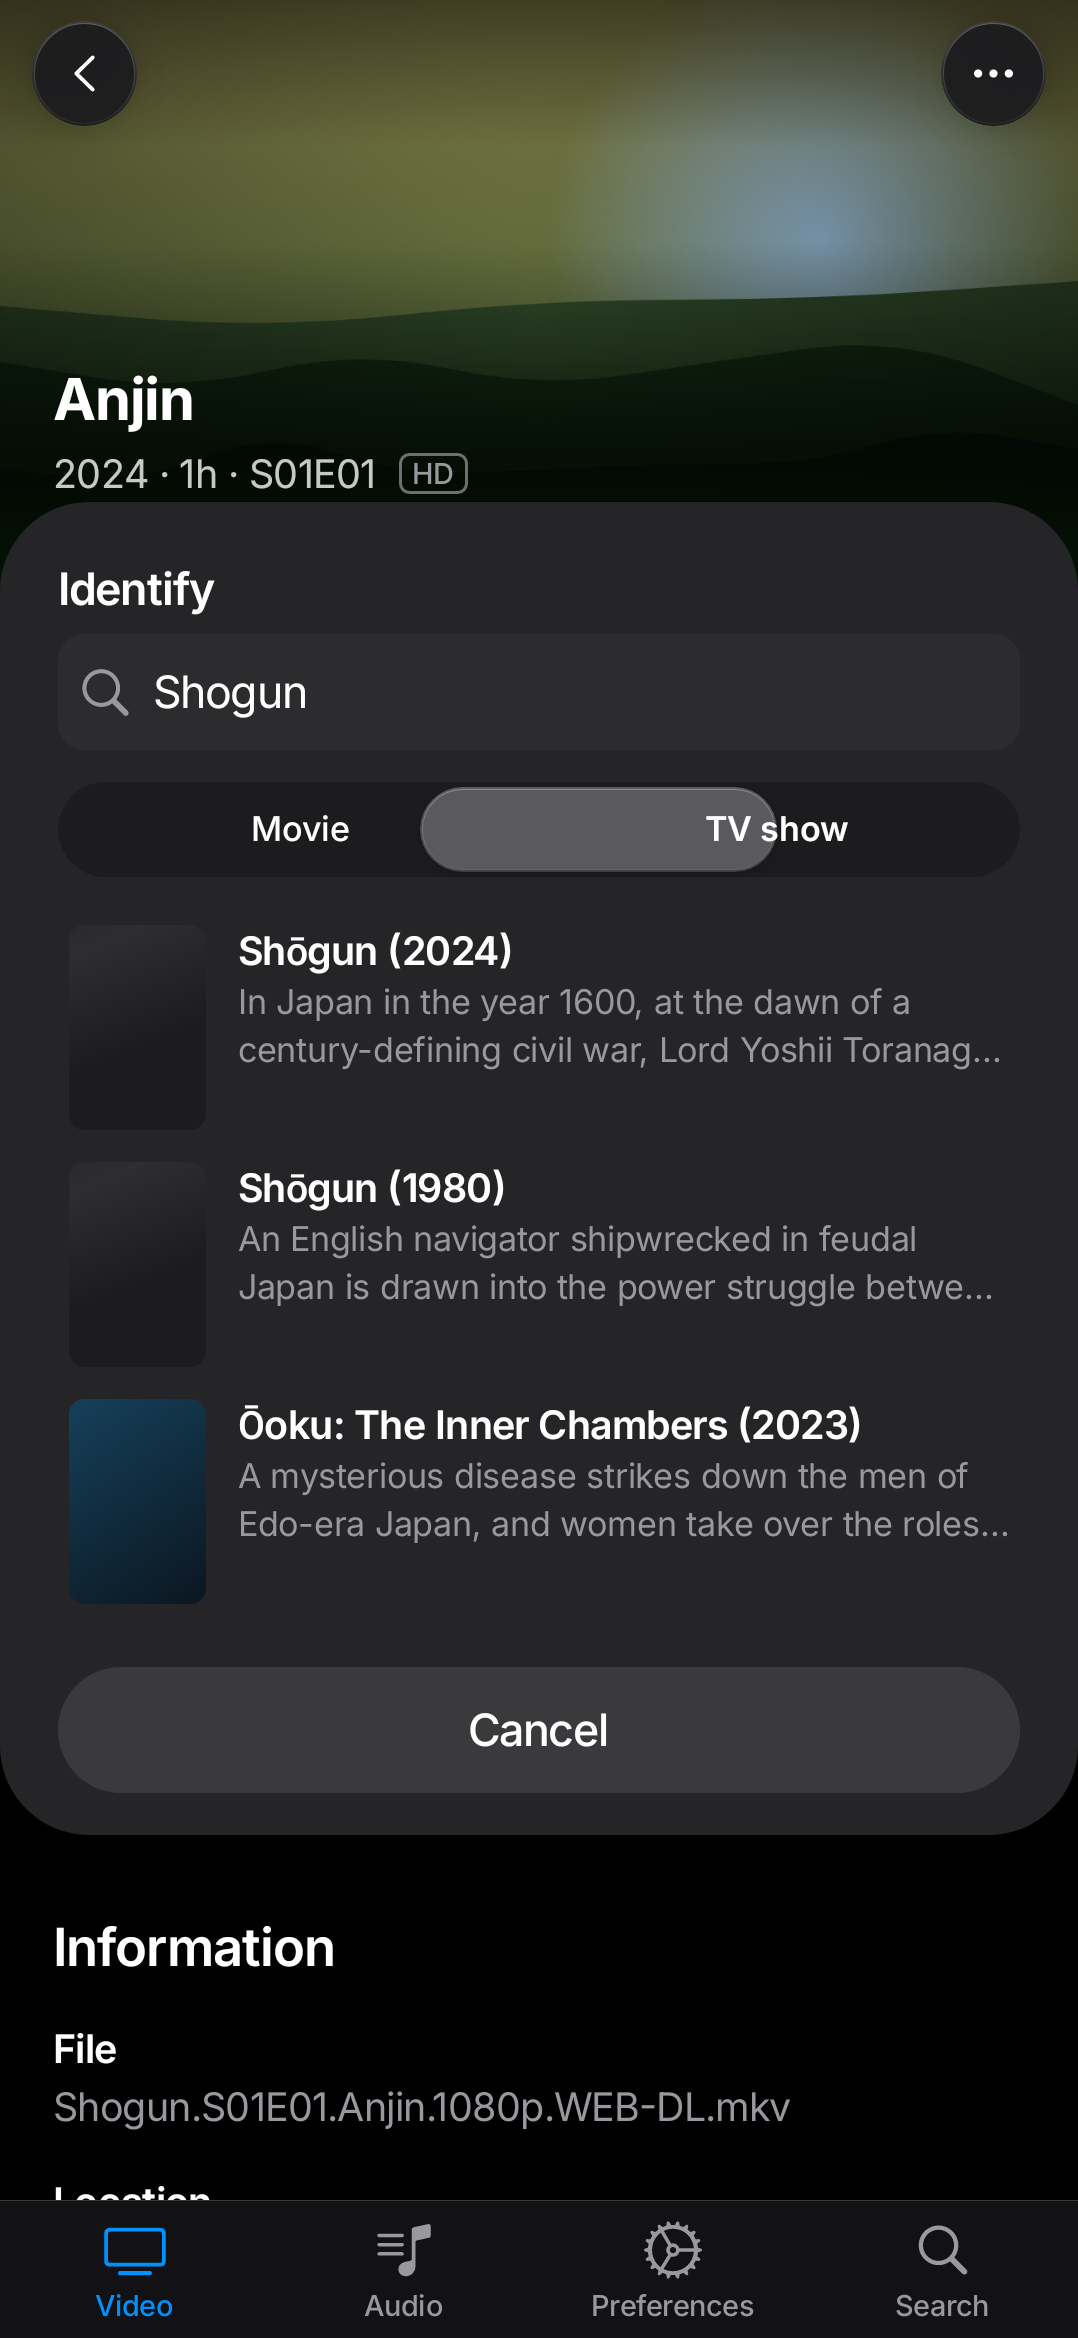 Anjin
2024 · 1h · S01E01 HD
Identify
Shogun
Movie TV show
Shōgun (2024)
In Japan in the year 1600, at the dawn of a
century-defining civil war, Lord Yoshii Toranag...
Shōgun (1980)
An English navigator shipwrecked in feudal
Japan is drawn into the power struggle betwe...
Ōoku: The Inner Chambers (2023)
A mysterious disease strikes down the men of
Edo-era Japan, and women take over the roles...
Cancel
Information
File
Shogun.S01E01.Anjin.1080p.WEB-DL.mkv
Location
Video Audio Preferences Search